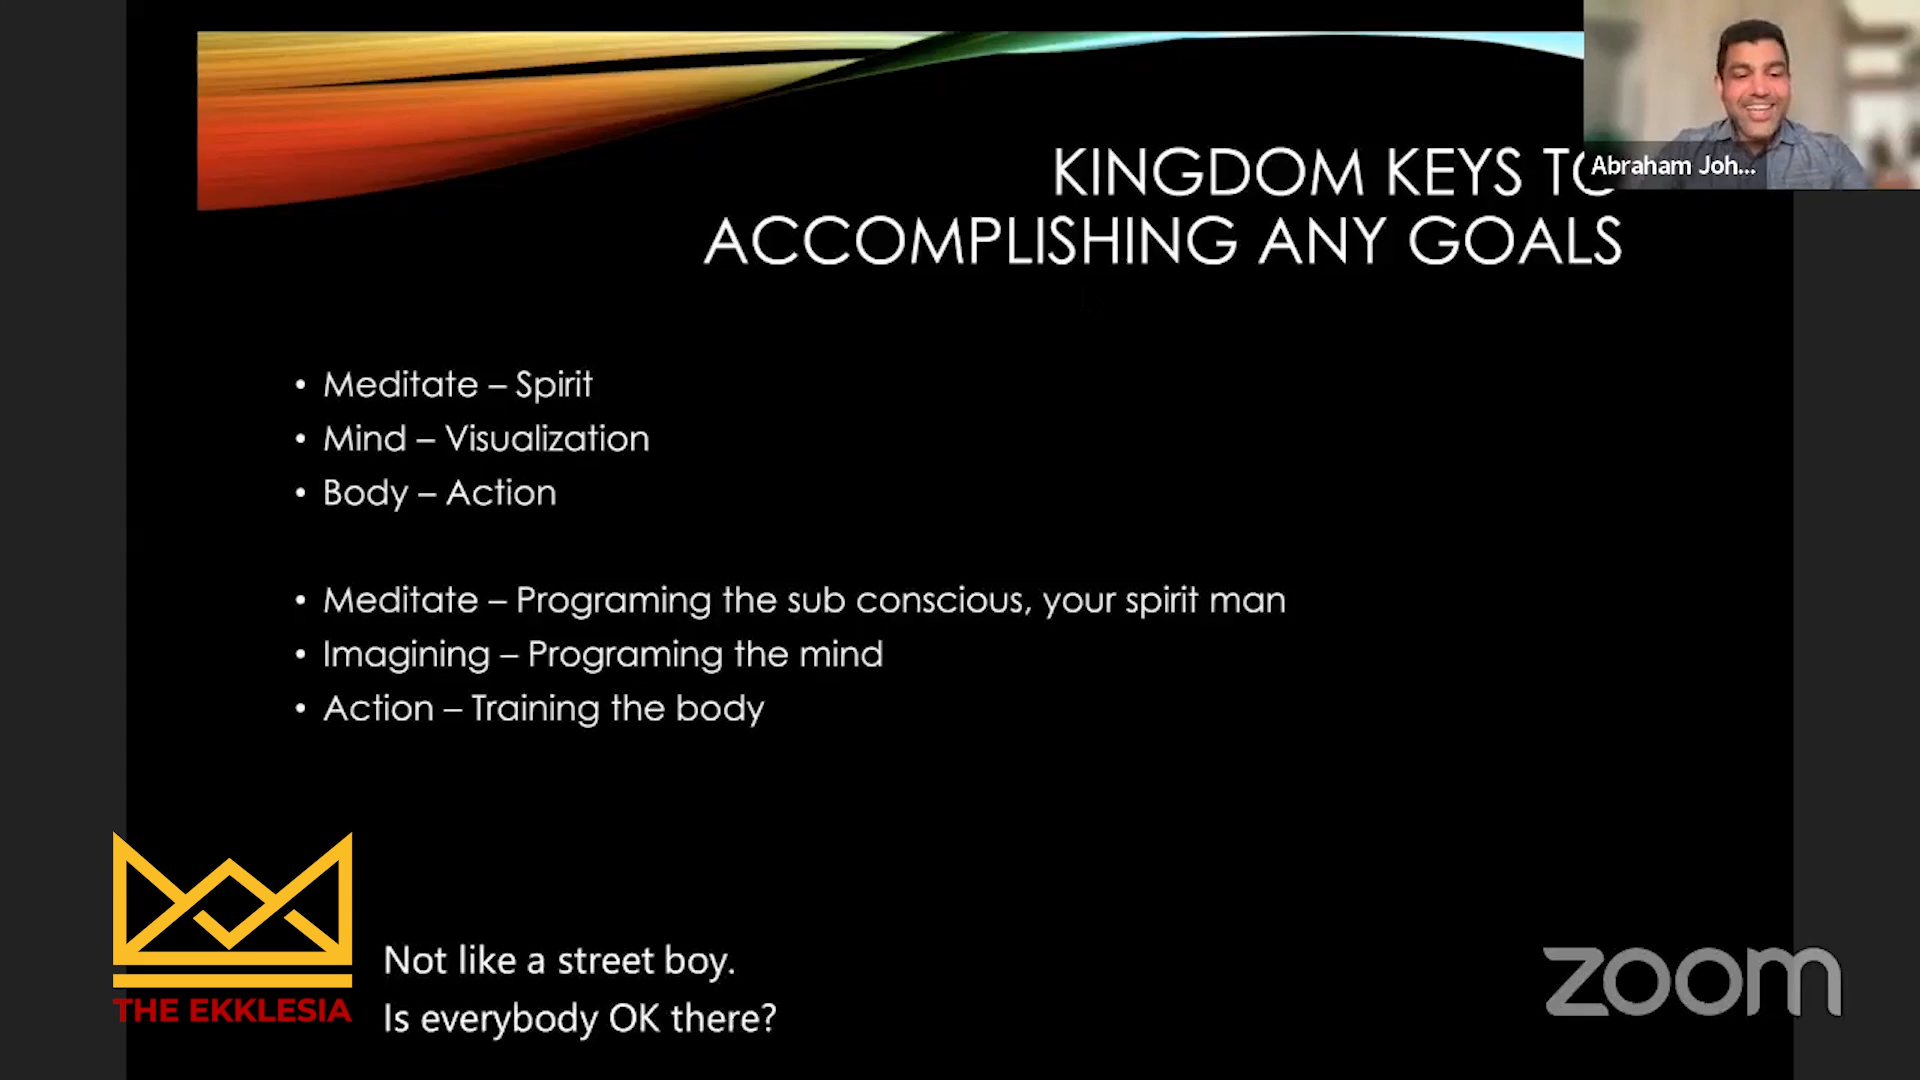 KINGDOM KEYS TO
ACCOMPLISHING ANY GOALS
Abraham Joh...
• Meditate – Spirit
• Mind – Visualization
• Body – Action
• Meditate – Programing the sub conscious, your spirit man
• Imagining – Programing the mind
• Action – Training the body
THE EKKLESIA
Not like a street boy.
Is everybody OK there?
zoom